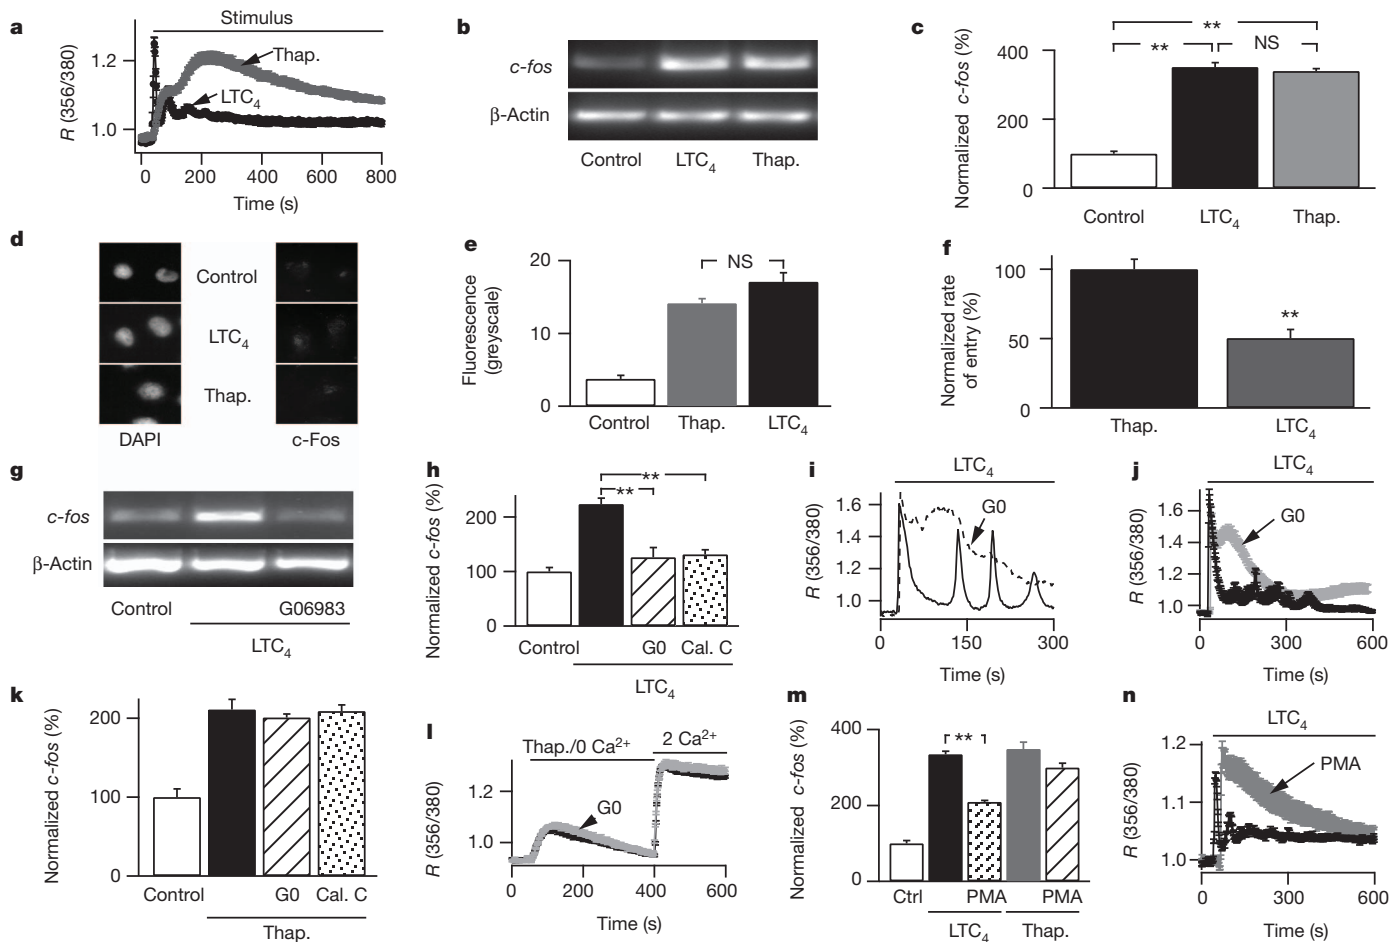 a
Stimulus
Thap.
LTC4
R (356/380)
1.2
1.0
0 200 400 600 800
Time (s)
b
c-fos
β-Actin
Control LTC4 Thap.
c
** 
** NS
Normalized c-fos (%)
400
200
0
Control LTC4 Thap.
d
Control
LTC4
Thap.
DAPI c-Fos
e
NS
Fluorescence
(greyscale)
20
10
0
Control Thap. LTC4
f
Normalized rate
of entry (%)
100
50
0
**
Thap. LTC4
g
c-fos
β-Actin
Control G06983
LTC4
h
**
**
Normalized c-fos (%)
200
100
0
Control G0 Cal. C
LTC4
i
LTC4
G0
R (356/380)
1.6
1.4
1.2
1.0
0 150 300
Time (s)
j
LTC4
G0
R (356/380)
1.6
1.4
1.2
1.0
0 300 600
Time (s)
k
Normalized c-fos (%)
200
100
0
Control G0 Cal. C
Thap.
l
Thap./0 Ca2+ 2 Ca2+
G0
R (356/380)
1.2
1.0
0 200 400 600
Time (s)
m
**
Normalized c-fos (%)
400
200
0
Ctrl PMA PMA
LTC4 Thap.
n
LTC4
PMA
R (356/380)
1.2
1.1
1.0
0 300 600
Time (s)